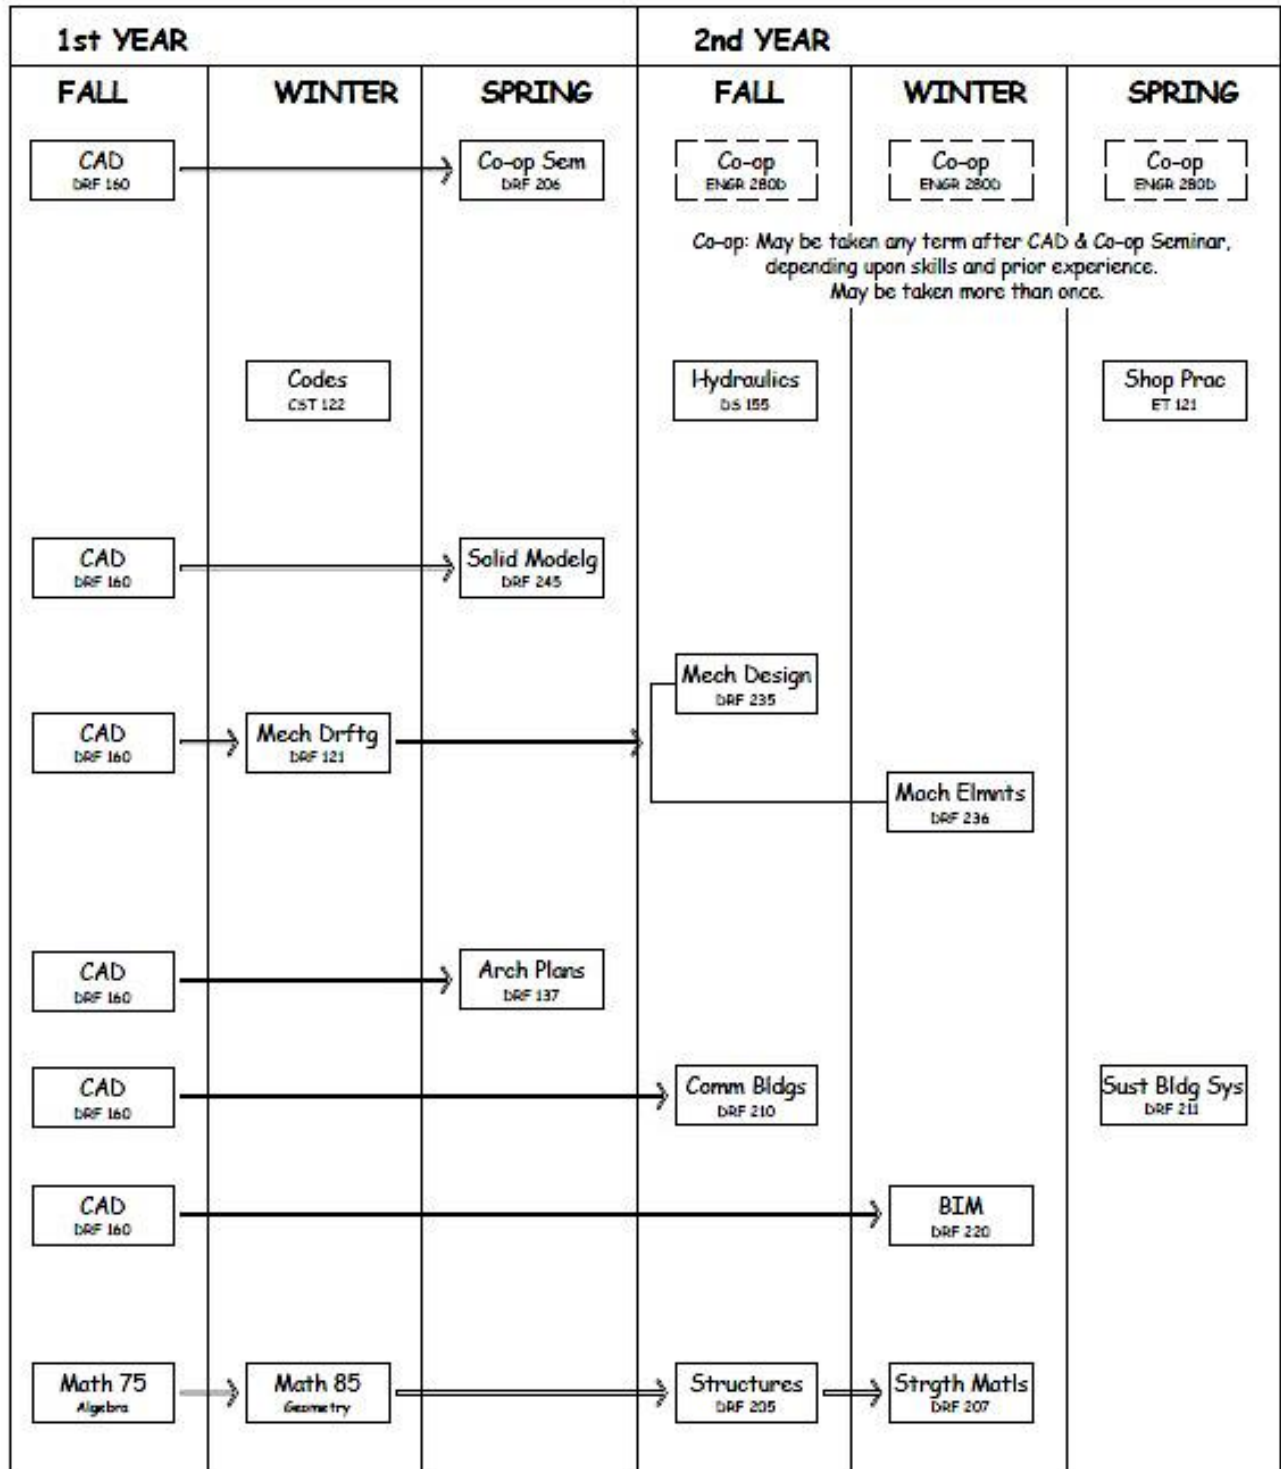 1st YEAR
2nd YEAR
FALL
WINTER
SPRING
FALL
WINTER
SPRING
CAD
DRF 160
Co-op Sem
DRF 206
Co-op
ENGR 280D
Co-op
ENGR 280D
Co-op
ENGR 280D
Co-op: May be taken any term after CAD & Co-op Seminar,
depending upon skills and prior experience.
May be taken more than once.
Codes
CST 122
Hydraulics
DS 155
Shop Prac
ET 121
CAD
DRF 160
Solid Modelg
DRF 245
Mech Design
DRF 235
CAD
DRF 160
Mech Drftg
DRF 121
Mach Elmnts
DRF 236
CAD
DRF 160
Arch Plans
DRF 137
CAD
DRF 160
Comm Bldgs
DRF 210
Sust Bldg Sys
DRF 211
CAD
DRF 160
BIM
DRF 220
Math 75
Algebra
Math 85
Geometry
Structures
DRF 205
Strgth Matls
DRF 207